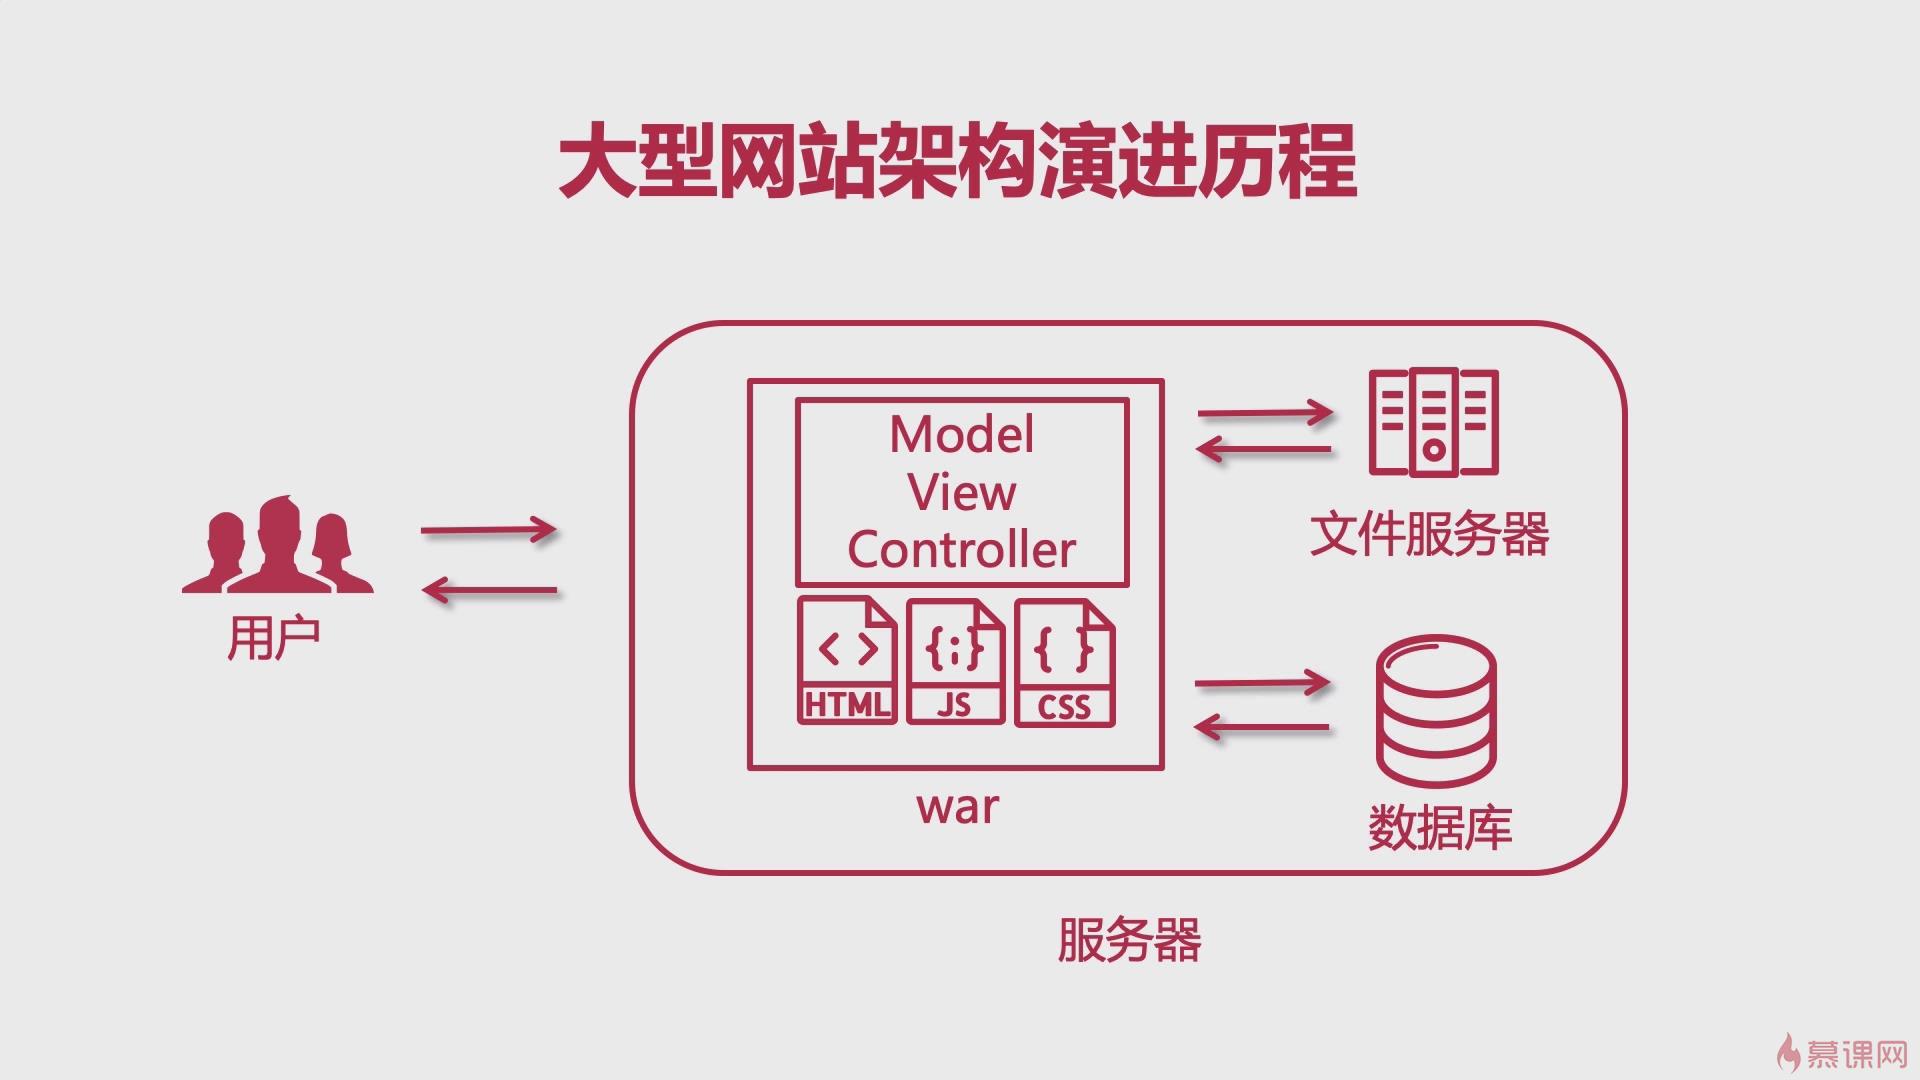 大型网站架构演进历程
Model
View
Controller
HTML
JS
CSS
war
文件服务器
用户
数据库
服务器
慕课网